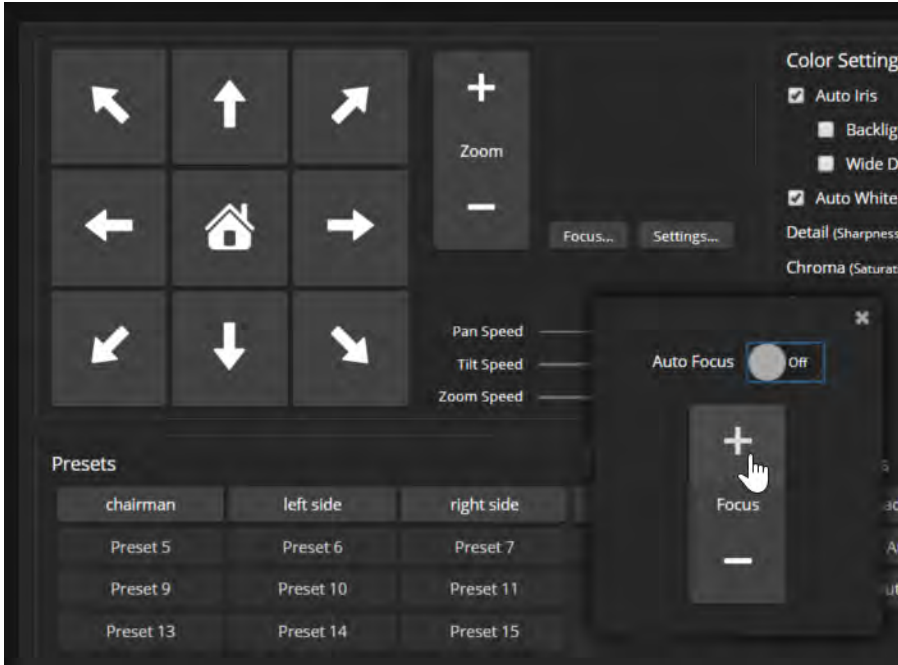 Zoom
Focus...
Settings...
Pan Speed
Tilt Speed
Zoom Speed
Color Setting
Auto Iris
Wide D
Auto White
Detail (Sharpness
Chroma (Saturat
Auto Focus
Off
Focus
Presets
chairman left side right side
Preset 5 Preset 6 Preset 7
Preset 9 Preset 10 Preset 11
Preset 13 Preset 14 Preset 15